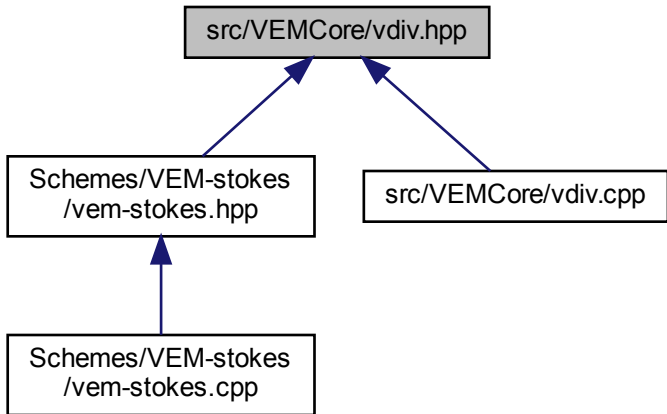 src/VEMCore/vdiv.hpp
Schemes/VEM-stokes
/vem-stokes.hpp
src/VEMCore/vdiv.cpp
Schemes/VEM-stokes
/vem-stokes.cpp